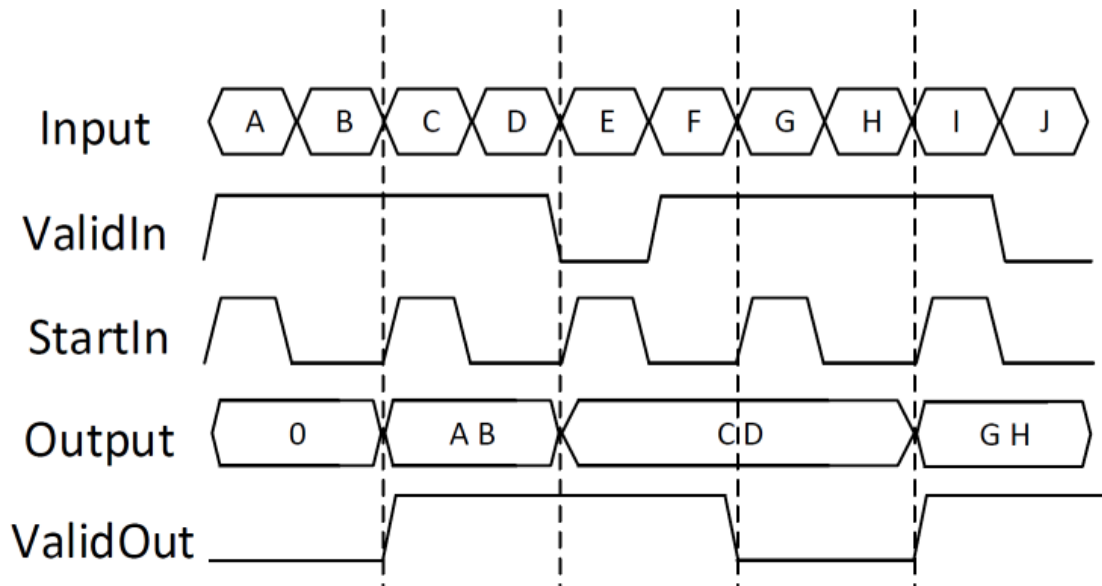 Input A B C D E F G H I J
ValidIn
StartIn
Output 0 A B C D G H
ValidOut